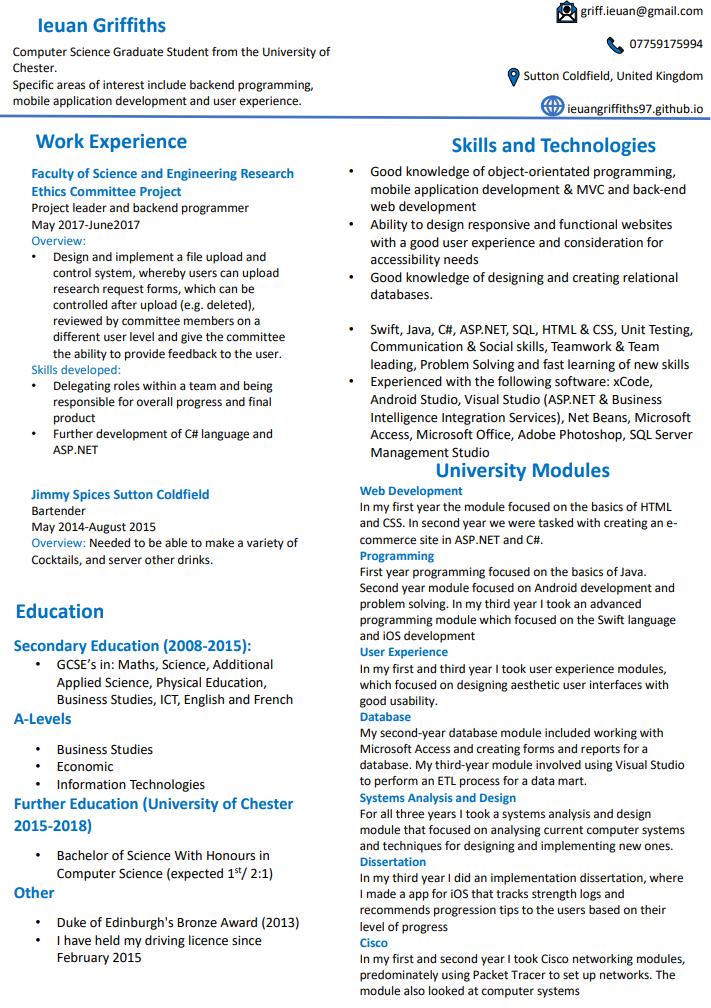 Ieuan Griffiths
Computer Science Graduate Student from the University of
Chester.
Specific areas of interest include backend programming,
mobile application development and user experience.
griff.ieuan@gmail.com
07759175994
Sutton Coldfield, United Kingdom
ieuangriffiths97.github.io
Work Experience
Faculty of Science and Engineering Research
Ethics Committee Project
Project leader and backend programmer
May 2017-June2017
Overview:
• Design and implement a file upload and
control system, whereby users can upload
research request forms, which can be
controlled after upload (e.g. deleted),
reviewed by committee members on a
different user level and give the committee
the ability to provide feedback to the user.
Skills developed:
• Delegating roles within a team and being
responsible for overall progress and final
product
• Further development of C# language and
ASP.NET
Jimmy Spices Sutton Coldfield
Bartender
May 2014-August 2015
Overview: Needed to be able to make a variety of
Cocktails, and server other drinks.
Education
Secondary Education (2008-2015):
• GCSE's in: Maths, Science, Additional
Applied Science, Physical Education,
Business Studies, ICT, English and French
A-Levels
• Business Studies
• Economic
• Information Technologies
Further Education (University of Chester
2015-2018)
• Bachelor of Science With Honours in
Computer Science (expected 1st/ 2:1)
Other
• Duke of Edinburgh's Bronze Award (2013)
• I have held my driving licence since
February 2015
Skills and Technologies
• Good knowledge of object-orientated programming,
mobile application development & MVC and back-end
web development
• Ability to design responsive and functional websites
with a good user experience and consideration for
accessibility needs
• Good knowledge of designing and creating relational
databases.
• Swift, Java, C#, ASP.NET, SQL, HTML & CSS, Unit Testing,
Communication & Social skills, Teamwork & Team
leading, Problem Solving and fast learning of new skills
• Experienced with the following software: xCode,
Android Studio, Visual Studio (ASP.NET & Business
Intelligence Integration Services), Net Beans, Microsoft
Access, Microsoft Office, Adobe Photoshop, SQL Server
Management Studio
University Modules
Web Development
In my first year the module focused on the basics of HTML
and CSS. In second year we were tasked with creating an e-
commerce site in ASP.NET and C#.
Programming
First year programming focused on the basics of Java.
Second year module focused on Android development and
problem solving. In my third year I took an advanced
programming module which focused on the Swift language
and iOS development
User Experience
In my first and third year I took user experience modules,
which focused on designing aesthetic user interfaces with
good usability.
Database
My second-year database module included working with
Microsoft Access and creating forms and reports for a
database. My third-year module involved using Visual Studio
to perform an ETL process for a data mart.
Systems Analysis and Design
For all three years I took a systems analysis and design
module that focused on analysing current computer systems
and techniques for designing and implementing new ones.
Dissertation
In my third year I did an implementation dissertation, where
I made a app for iOS that tracks strength logs and
recommends progression tips to the users based on their
level of progress
Cisco
In my first and second year I took Cisco networking modules,
predominately using Packet Tracer to set up networks. The
module also looked at computer systems